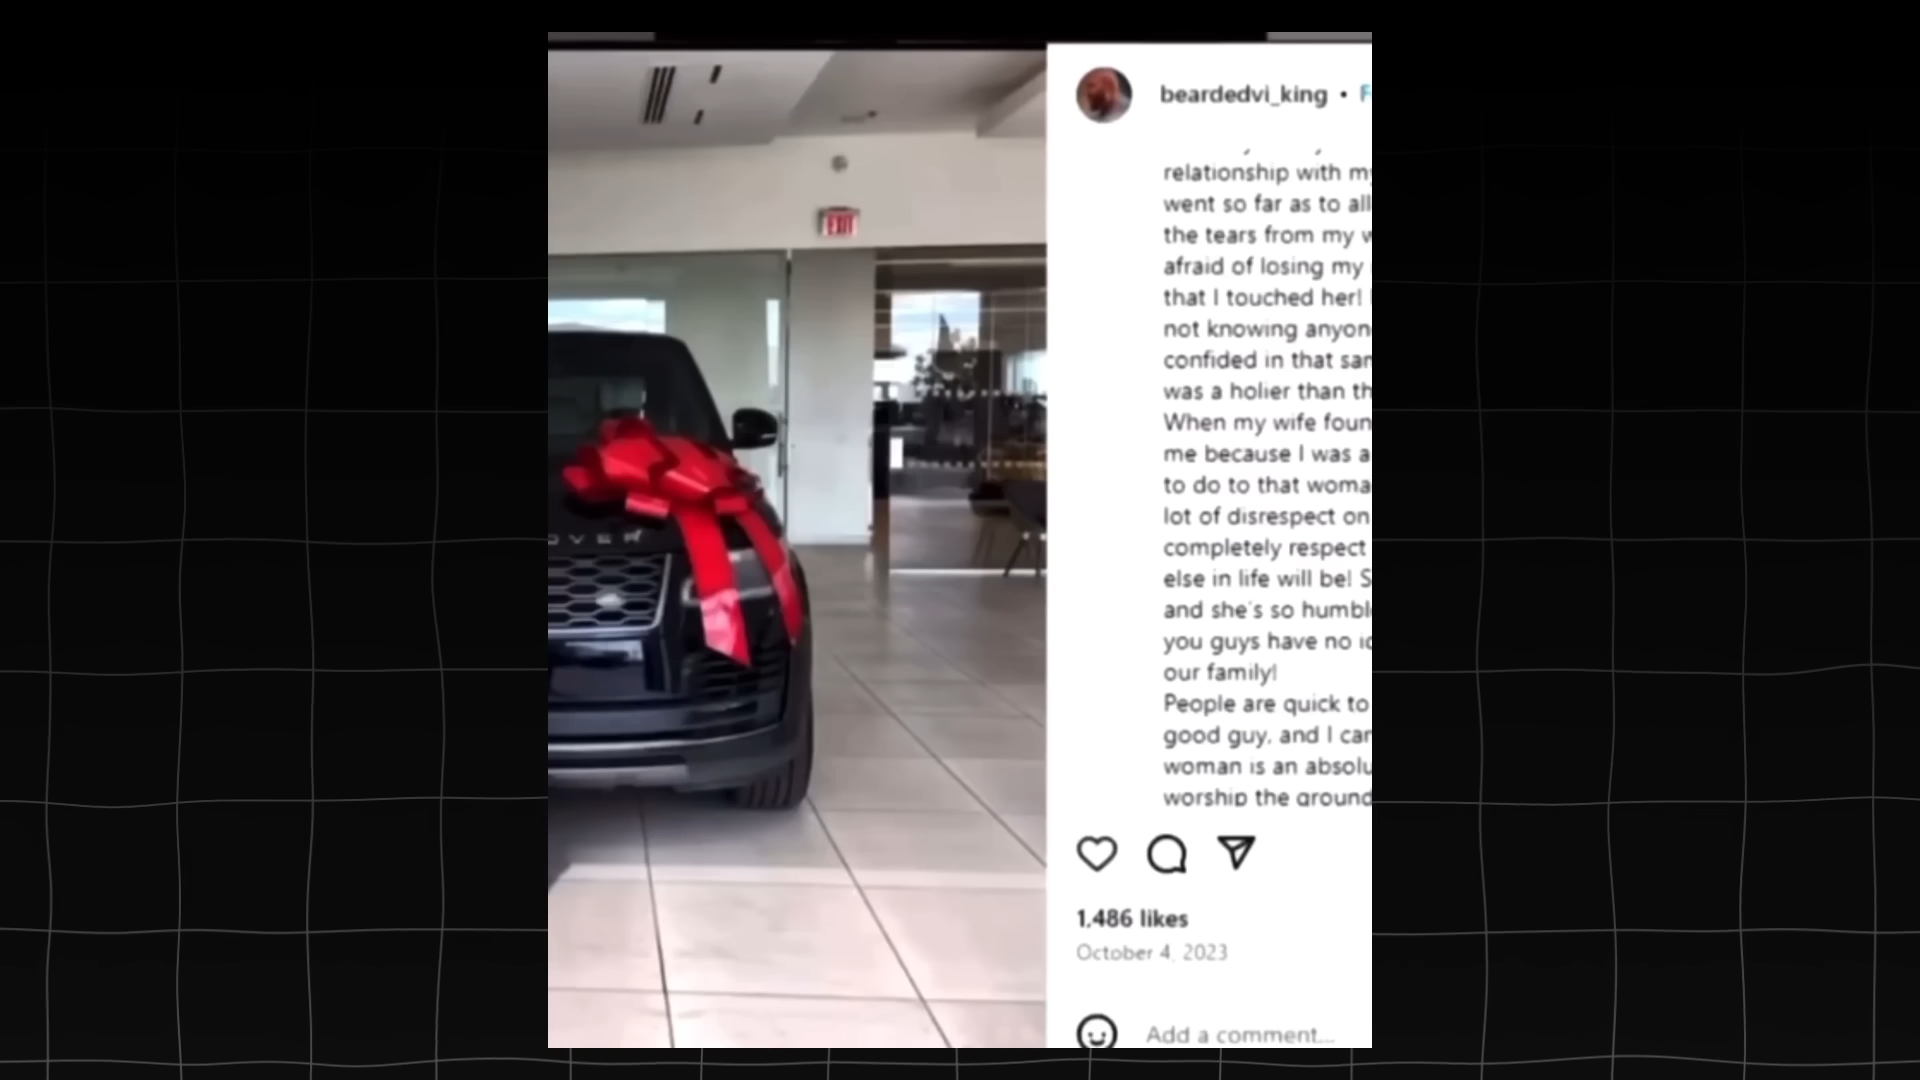 beardedvi_king •
relationship with my
went so far as to all
the tears from my
afraid of losing my
that I touched her!
not knowing anyon
confided in that
was a holier than
When my wife foun
me because I was a
to do to that woma
lot of disrespect on
completely respect
else in life will be! S
and she's so humbl
you guys have no
our family!
People are quick to
good guy, and I
woman is an absolu
worship the ground
1,486 likes
October 4, 2023
Add a comment...
EXIT
OVER